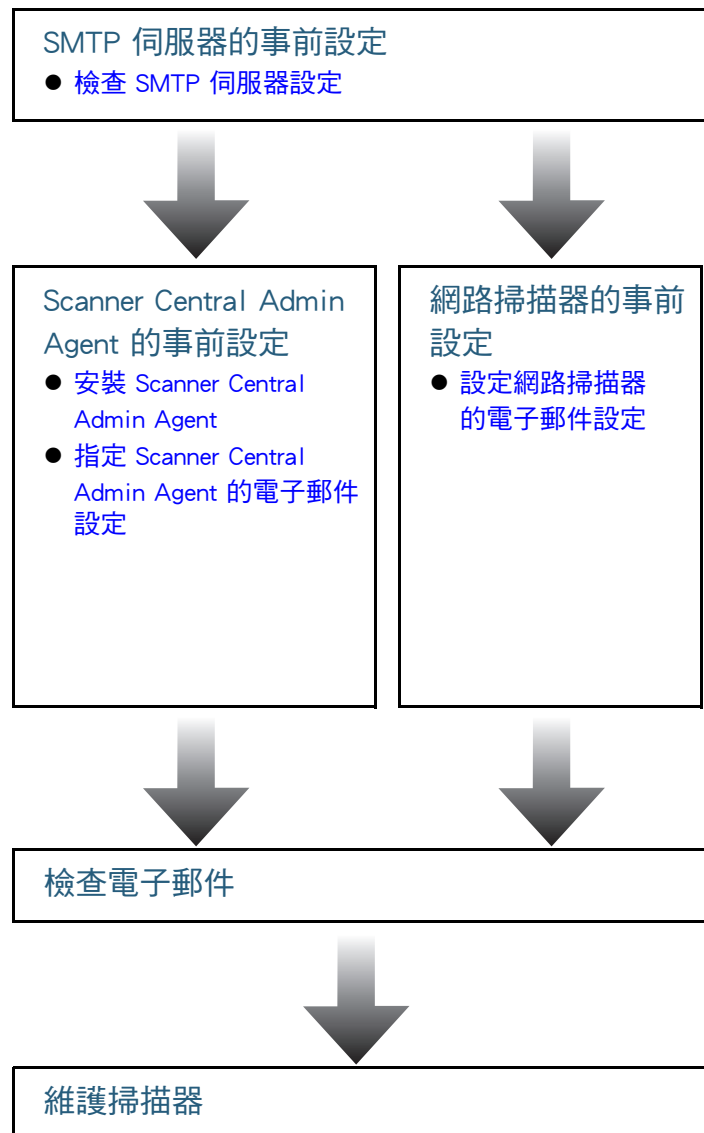 SMTP 伺服器的事前設定
● 檢查 SMTP 伺服器設定
Scanner Central Admin
Agent 的事前設定
● 安裝 Scanner Central
Admin Agent
● 指定 Scanner Central
Admin Agent 的電子郵件
設定
網路掃描器的事前
設定
● 設定網路掃描器
的電子郵件設定
檢查電子郵件
維護掃描器